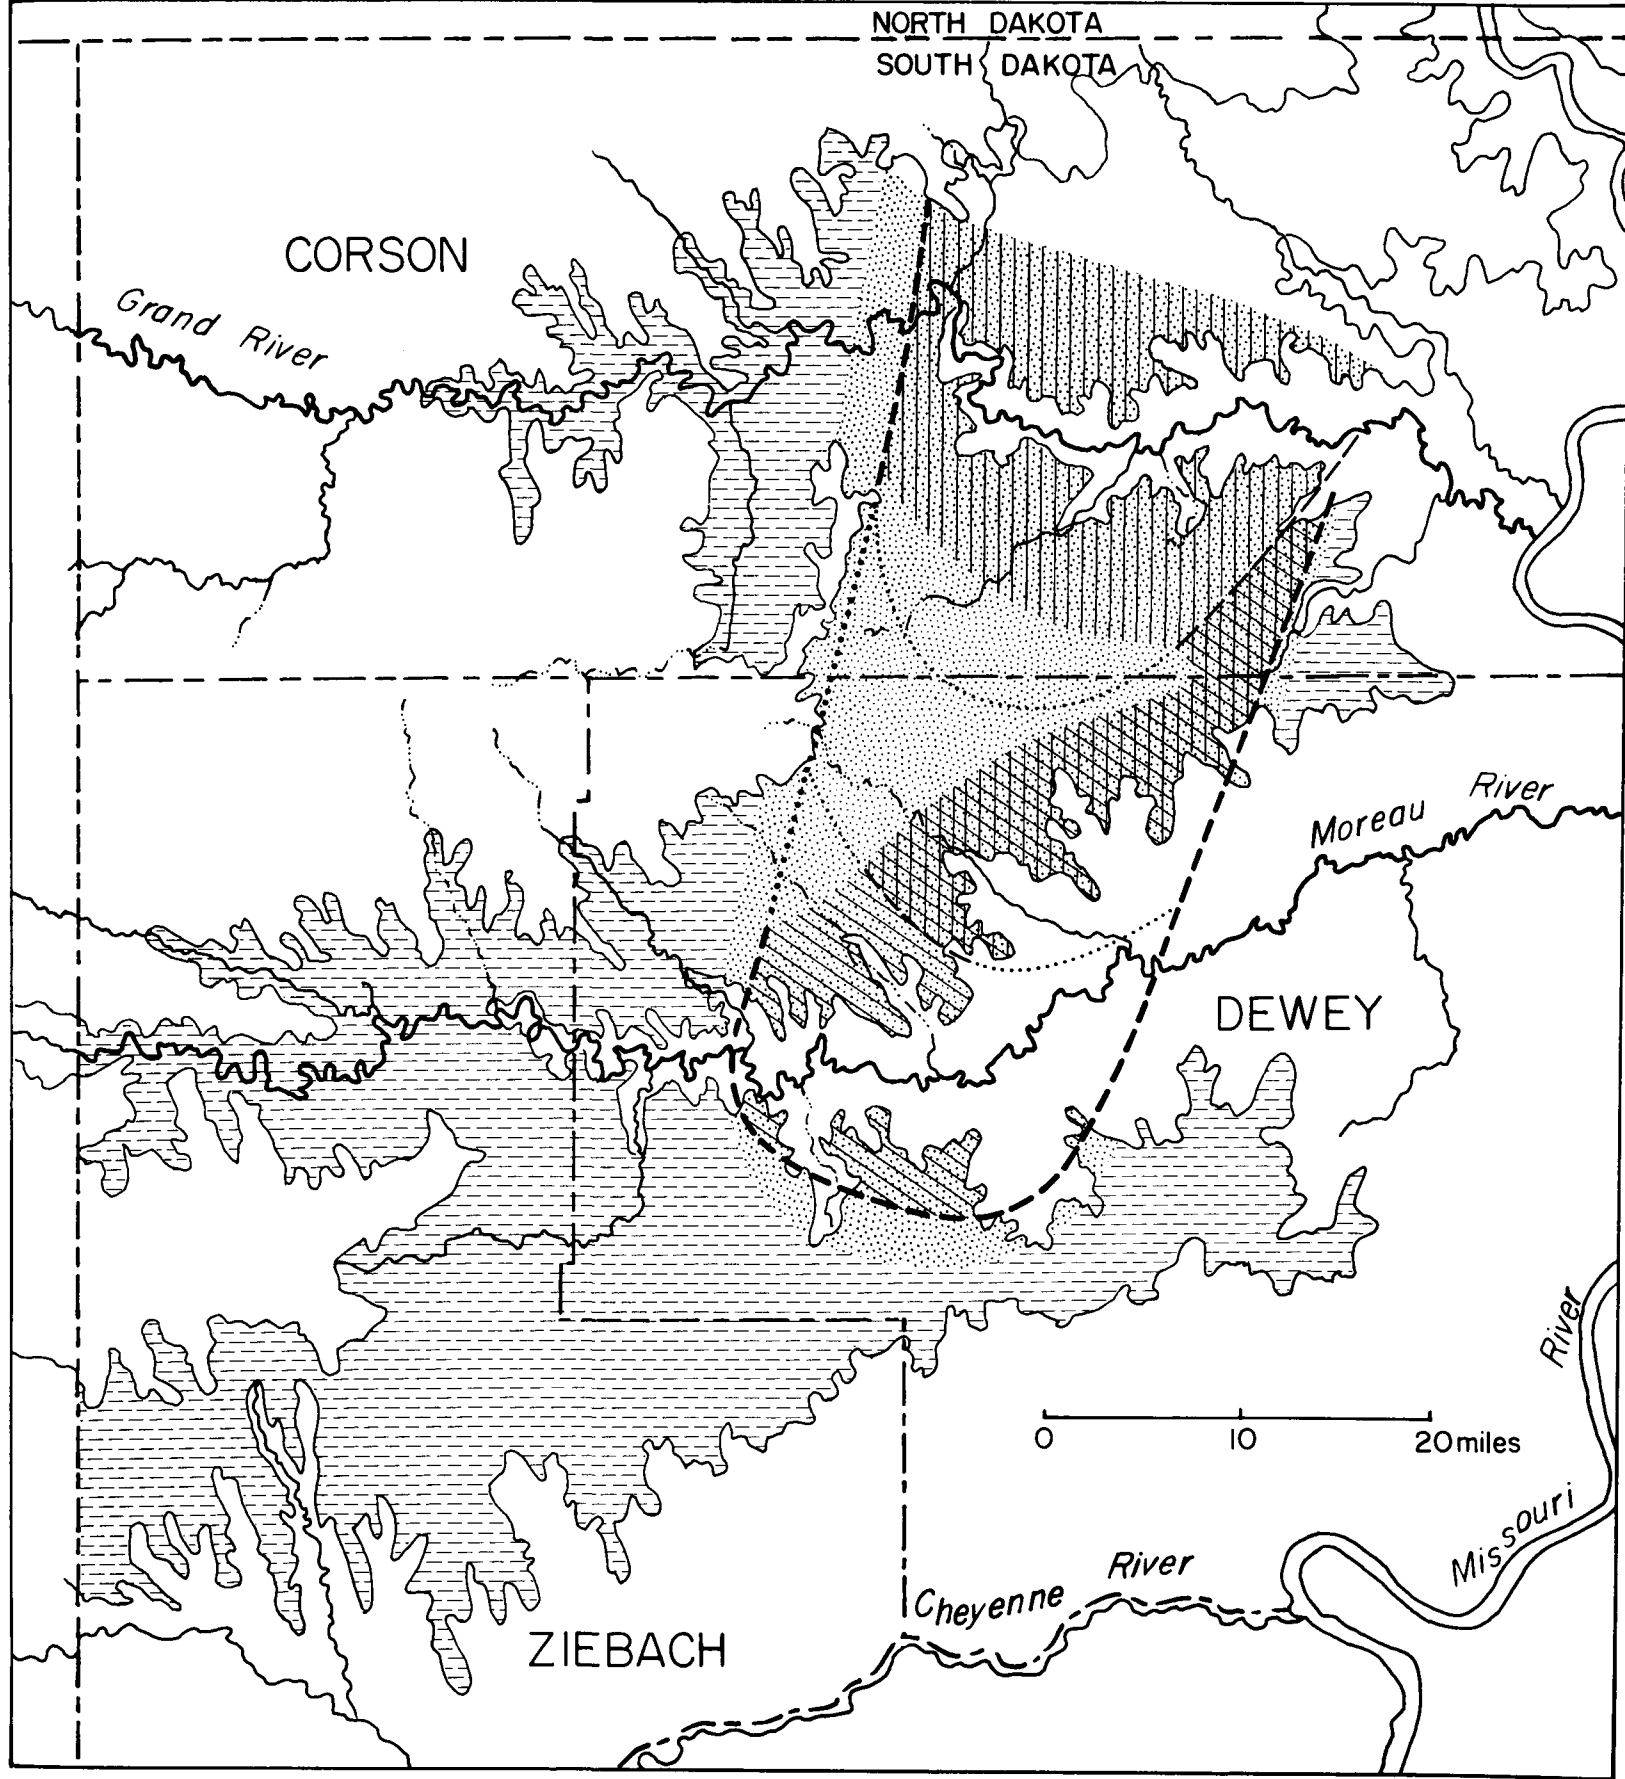 NORTH DAKOTA
SOUTH DAKOTA
CORSON
Grand River
Moreau River
DEWEY
River
0 10 20 miles
Missouri
Cheyenne River
ZIEBACH